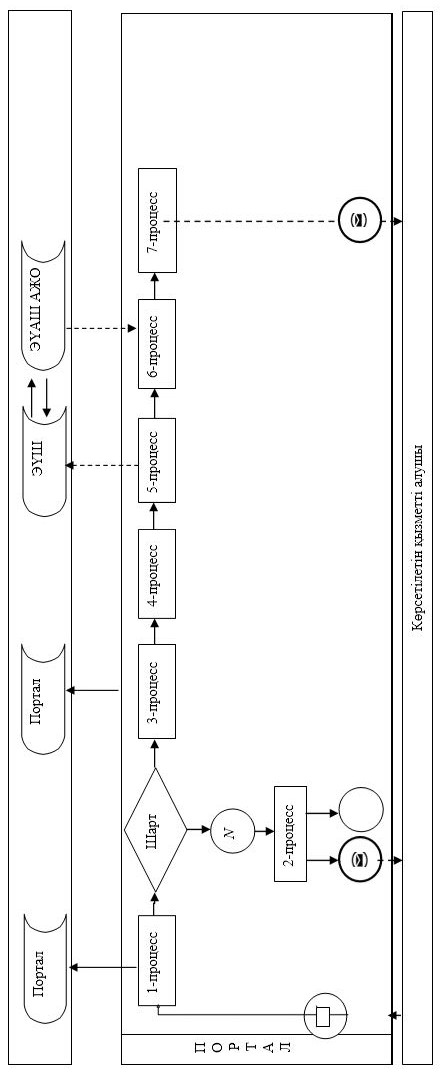 Портал
Портал
ЭҮШ
ЭҮАШ АЖО
ПОРТАЛ
1-процесс
Шарт
3-процесс
4-процесс
5-процесс
6-процесс
7-процесс
N
2-процесс
Көрсетілетін қызметті алушы